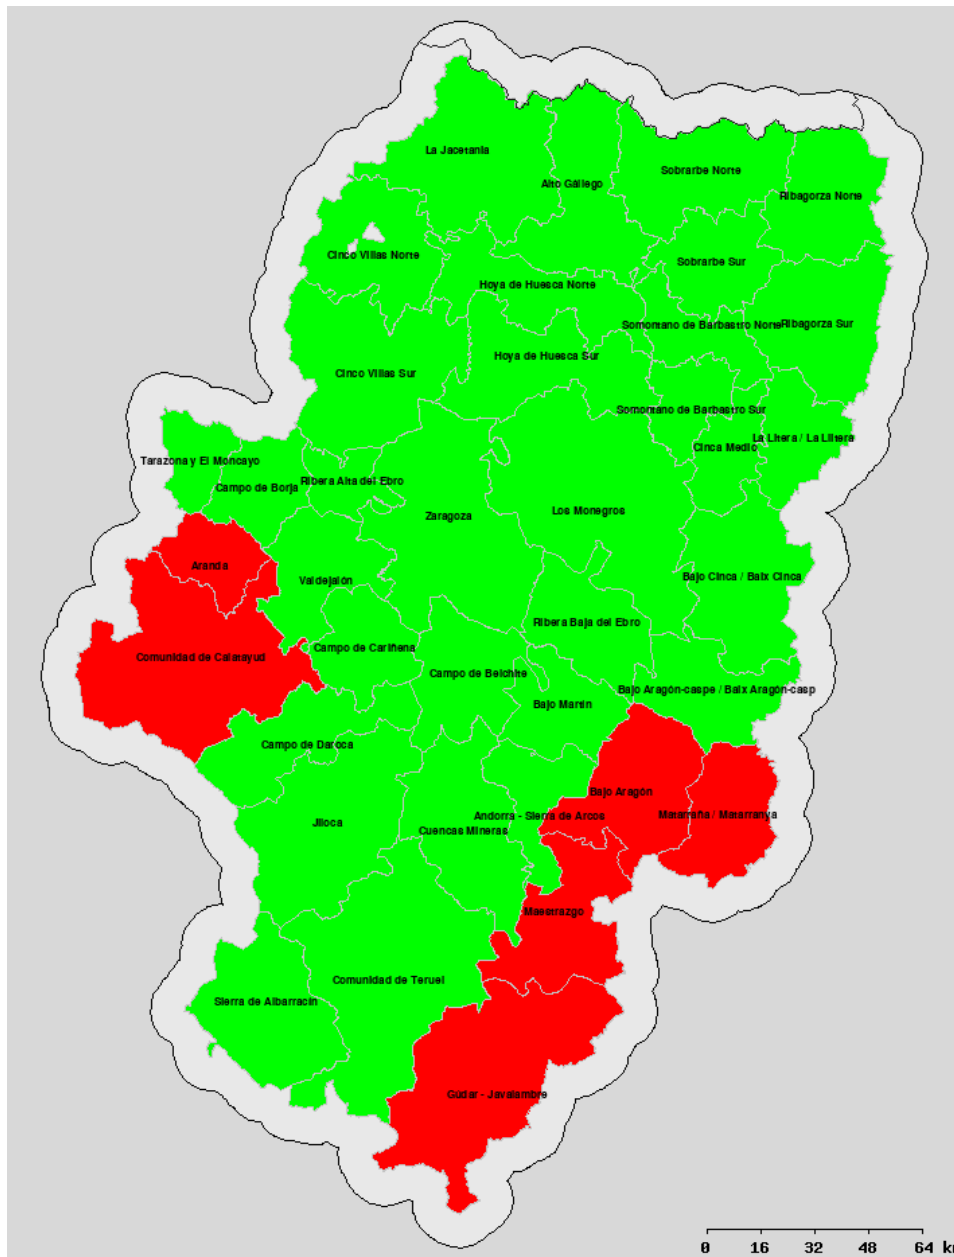 La Jacetania
Sobrarbe Norte
Alto Gállego
Ribagorza Norte
Cinco Villas Norte
Sobrarbe Sur
Hoya de Huesca Norte
Somontano de Barbastro Norte
Ribagorza Sur
Hoya de Huesca Sur
Cinco Villas Sur
Somontano de Barbastro Sur
La Litera / La Llitera
Cinca Medio
Tarazona y El Moncayo
Ribera Alta del Ebro
Campo de Borja
Los Monegros
Zaragoza
Aranda
Bajo Cinca / Baix Cinca
Valdejalón
Ribera Baja del Ebro
Campo de Cariñena
Comunidad de Calatayud
Campo de Belchite
Bajo Aragón-caspe / Baix Aragón-casp
Bajo Martín
Campo de Daroca
Bajo Aragón
Matarraña / Matarranya
Andorra - Sierra de Arcos
Jiloca
Cuencas Mineras
Maestrazgo
Comunidad de Teruel
Sierra de Albarracín
Gúdar - Javalambre
0 16 32 48 64 km